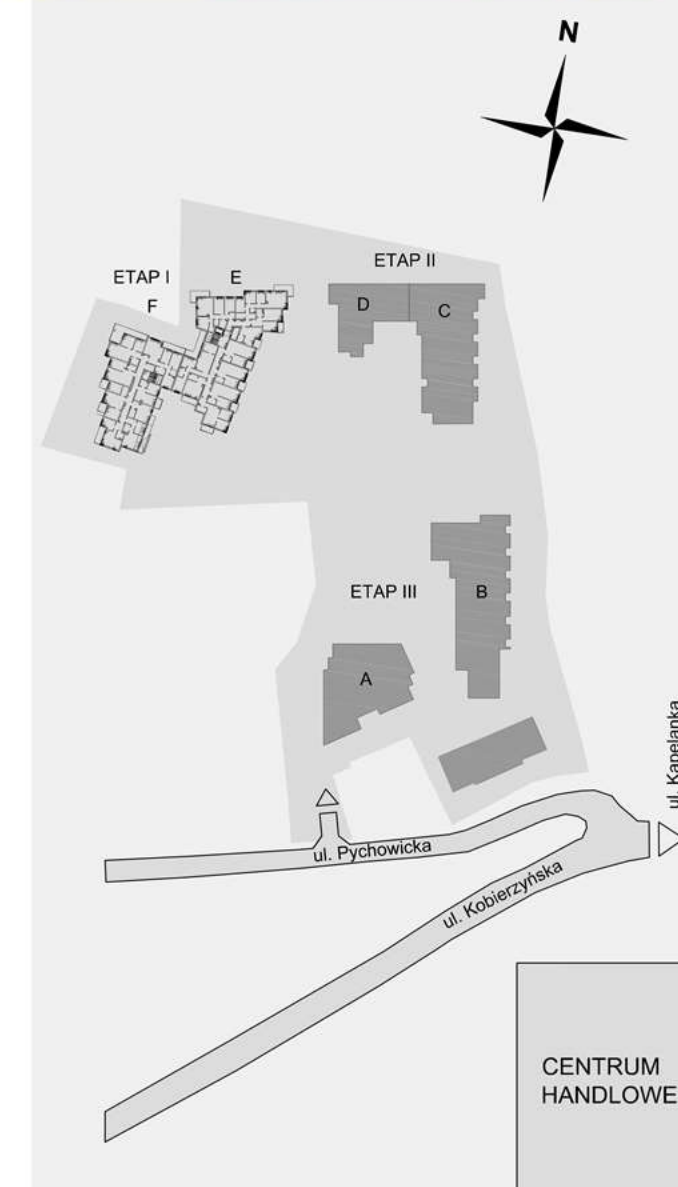 N
ETAP II
ETAP I
E
F
D
C
ETAP III
B
A
ul. Kapelanka
ul. Pychowicka
ul. Kobierzyńska
CENTRUM
HANDLOWE